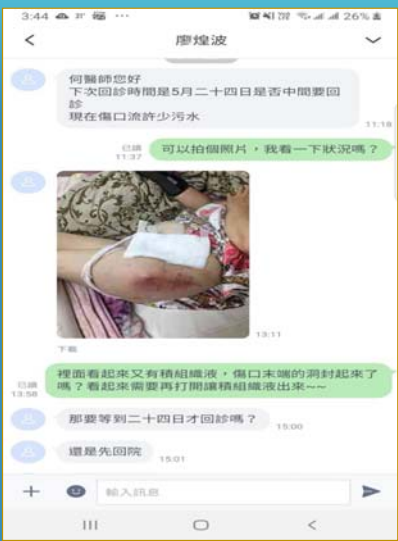 3:44
26%
廖煌波
何醫師您好
下次回診時間是5月二十四日是否中間要回
診
現在傷口流許少污水
11:18
已讀
11:37
可以拍個照片，我看一下狀況嗎？
13:11
下載
裡面看起來又有積組織液，傷口末端的洞封起來了
嗎？看起來需要再打開讓積組織液出來~~
已讀
13:58
那要等到二十四日才回診嗎？
15:00
還是先回院
15:01
輸入訊息